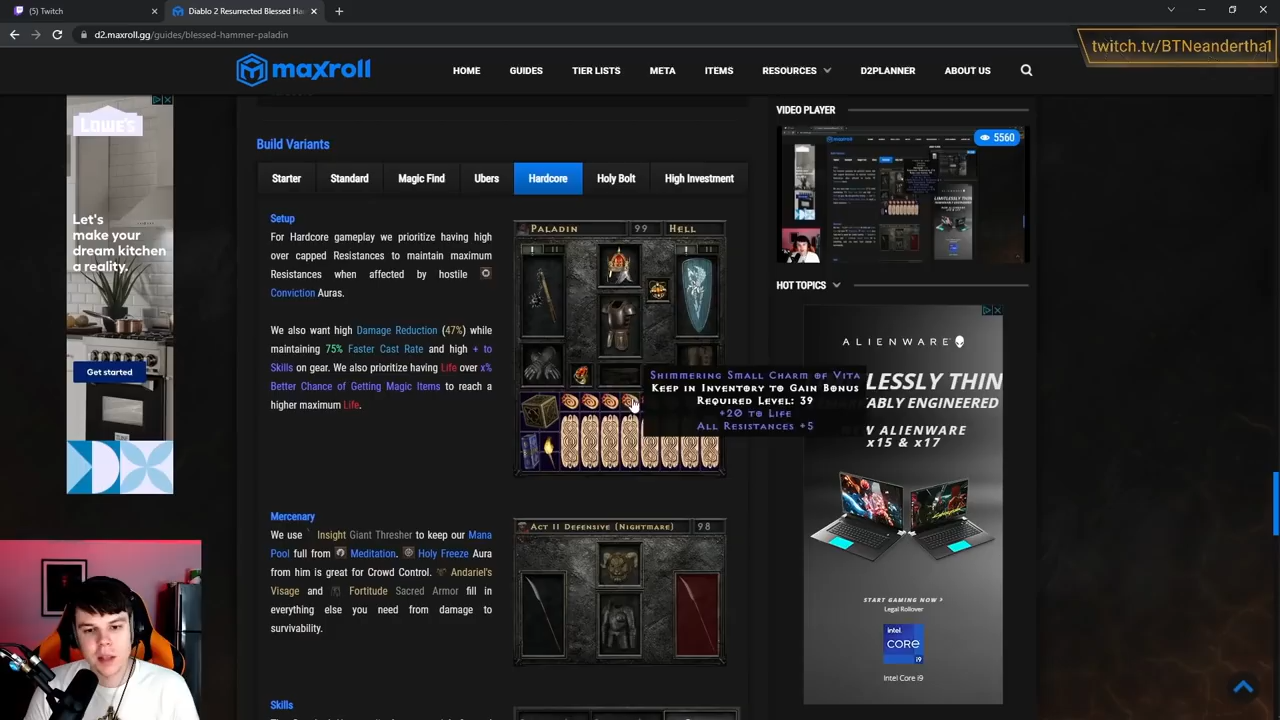 (5) Twitch
Diablo 2 Resurrected Blessed Ha
d2.maxroll.gg/guides/blessed-hammer-paladin
twitch.tv/BTNeandertha1
maxroll
HOME
GUIDES
TIER LISTS
META
ITEMS
RESOURCES
D2PLANNER
ABOUT US
LOWE'S
Let's
make your
dream kitchen
a reality.
Get started
Build Variants
Starter
Standard
Magic Find
Ubers
Hardcore
Holy Bolt
High Investment
Setup
For Hardcore gameplay we prioritize having high
over capped Resistances to maintain maximum
Resistances when affected by hostile
Conviction Auras.
We also want high Damage Reduction (47%) while
maintaining 75% Faster Cast Rate and high + to
Skills on gear. We also prioritize having Life over x%
Better Chance of Getting Magic Items to reach a
higher maximum Life.
PALADIN
99
HELL
SHIMMERING SMALL CHARM OF VITA
KEEP IN INVENTORY TO GAIN BONUS
REQUIRED LEVEL: 39
+20 TO LIFE
ALL RESISTANCES +5
Mercenary
We use Insight Giant Thresher to keep our Mana
Pool full from Meditation. Holy Freeze Aura
from him is great for Crowd Control. Andariel's
Visage and Fortitude Sacred Armor fill in
everything else you need from damage to
survivability.
ACT II DEFENSIVE (NIGHTMARE)
98
Skills
VIDEO PLAYER
5560
HOT TOPICS
ALIENWARE
LESSLY THIN
ABLY ENGINEERED
ALIENWARE
x15 & x17
START GAMING NOW >
Legal Rollover
intel
CORE
i9
Intel Core i9